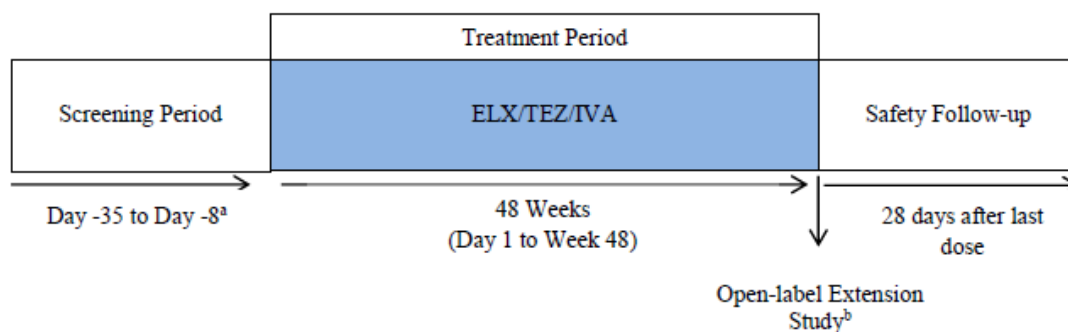 Treatment Period
Screening Period
ELX/TEZ/IVA
Safety Follow-up
Day -35 to Day -8ª
48 Weeks
(Day 1 to Week 48)
28 days after last
dose
Open-label Extension
Studyᵇ